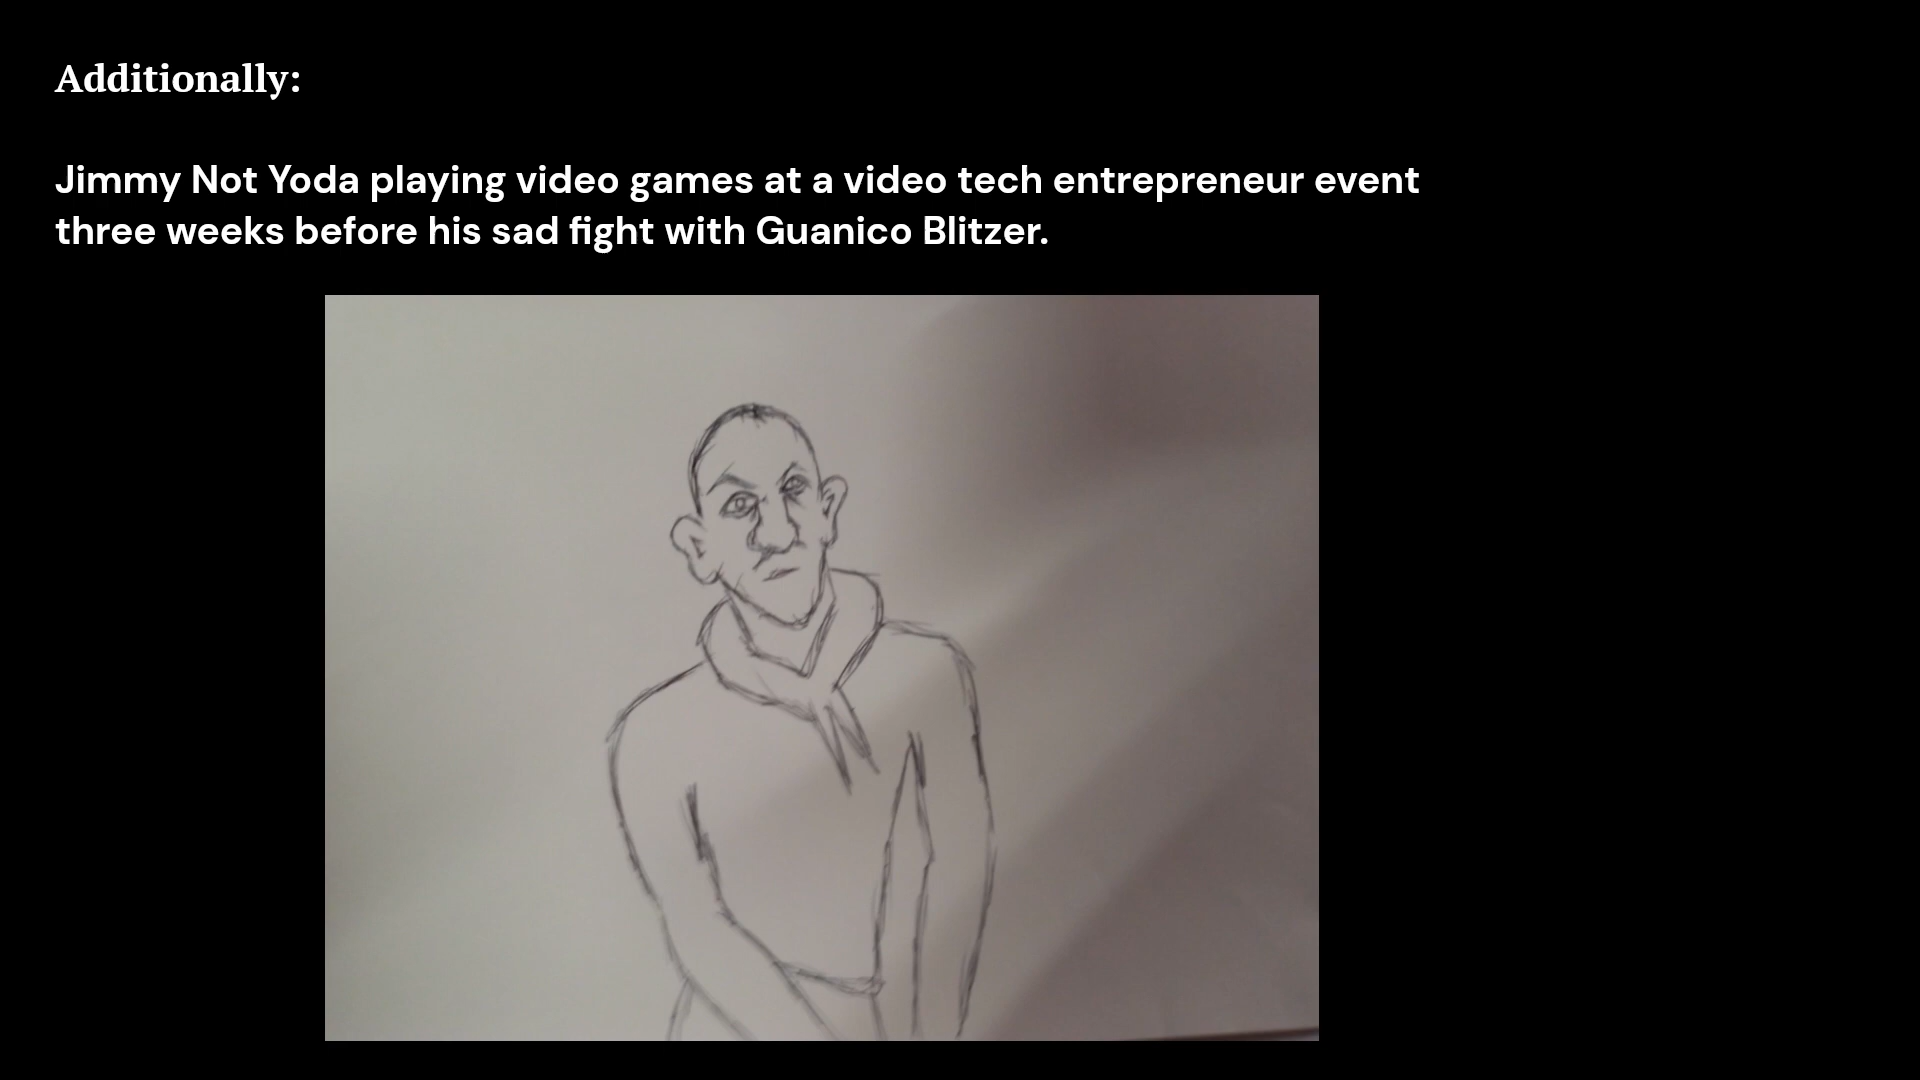 Additionally:
Jimmy Not Yoda playing video games at a video tech entrepreneur event
three weeks before his sad fight with Guanico Blitzer.